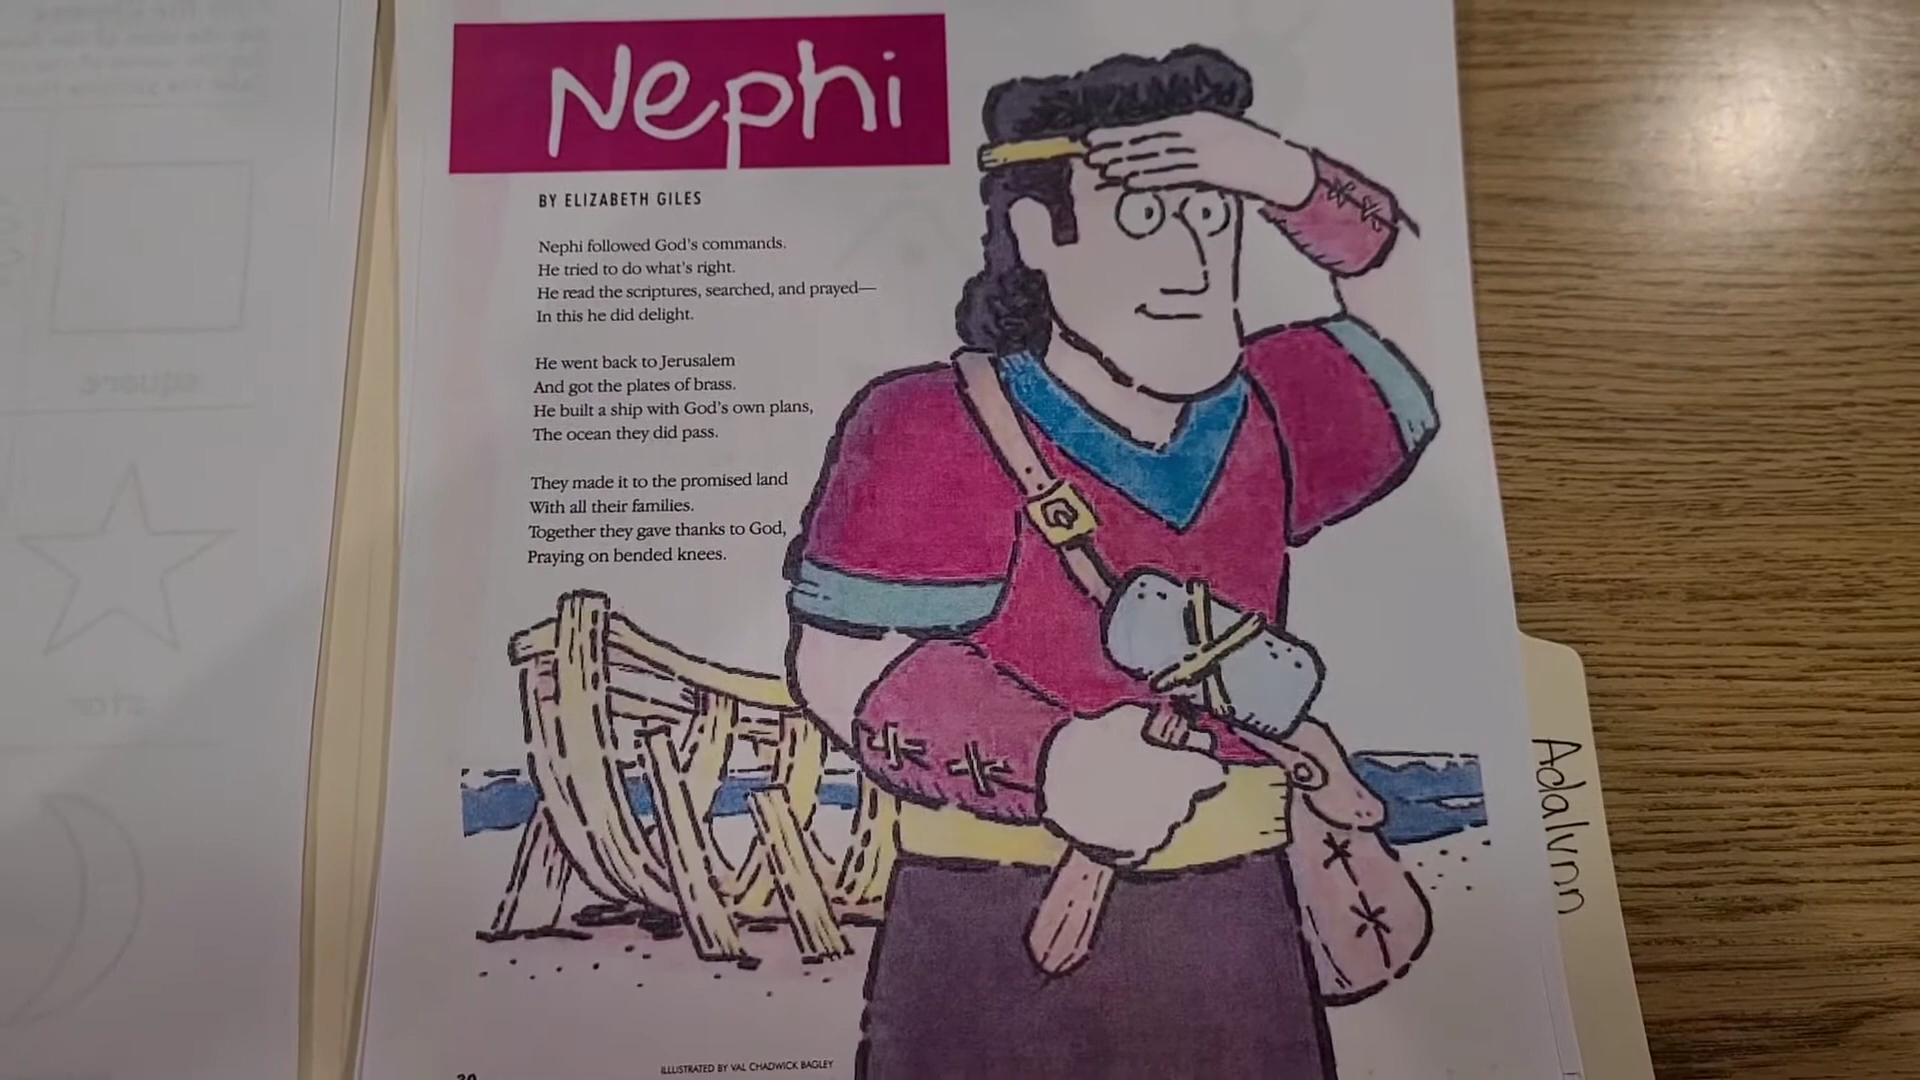 Nephi
BY ELIZABETH GILES
Nephi followed God's commands.
He tried to do what's right.
He read the scriptures, searched, and prayed—
In this he did delight.
He went back to Jerusalem
And got the plates of brass.
He built a ship with God's own plans,
The ocean they did pass.
They made it to the promised land
With all their families.
Together they gave thanks to God,
Praying on bended knees.
ILLUSTRATED BY VAL CHADWICK BAGLEY
Adalynn
square
star